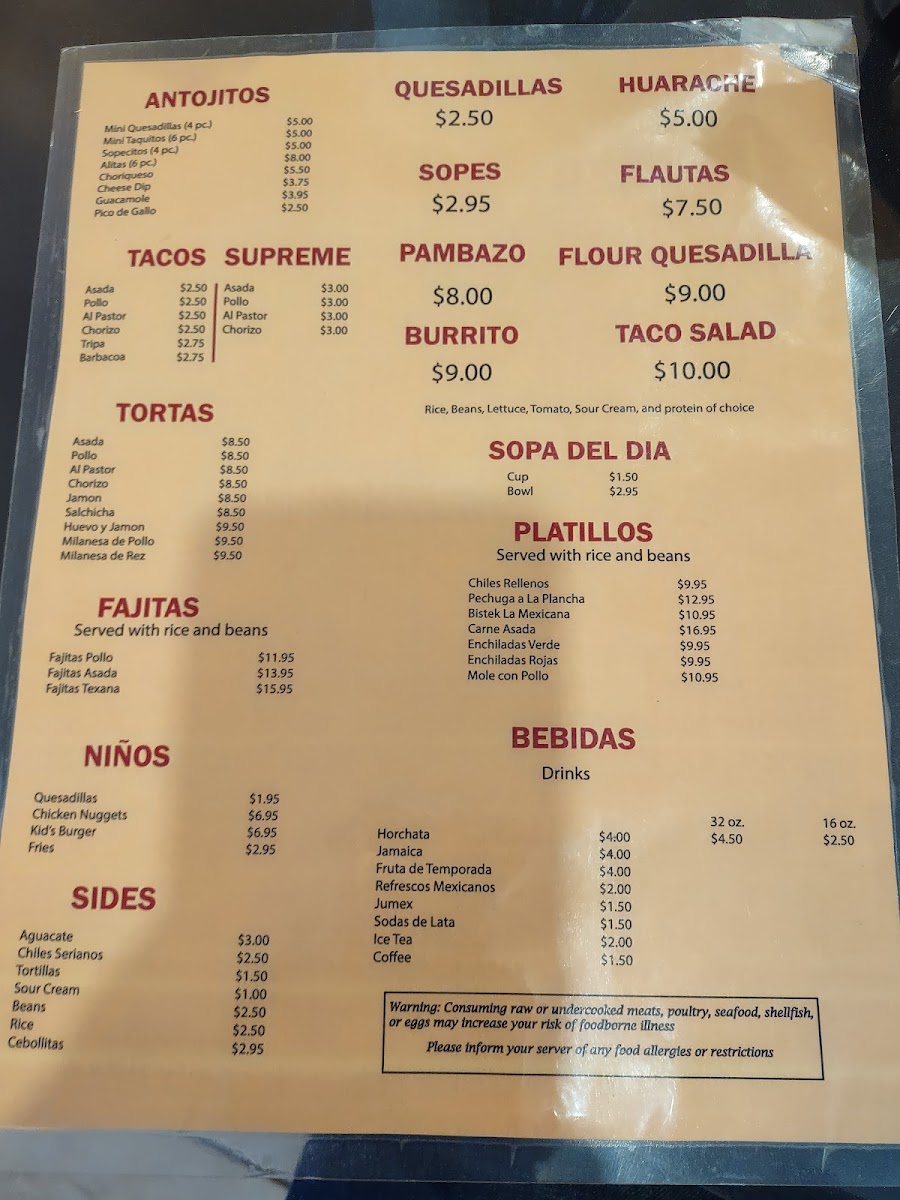 ANTOJITOS
Mini Quesadillas (4 pc.) $5.00
Mini Taquitos (6 pc.) $5.00
Sopecitos (4 pc.) $5.00
Alitas (6 pc.) $8.00
Choriqueso $5.50
Cheese Dip $3.75
Guacamole $3.95
Pico de Gallo $2.50
TACOS
Asada $2.50
Pollo $2.50
Al Pastor $2.50
Chorizo $2.50
Tripa $2.75
Barbacoa $2.75
SUPREME
Asada $3.00
Pollo $3.00
Al Pastor $3.00
Chorizo $3.00
TORTAS
Asada $8.50
Pollo $8.50
Al Pastor $8.50
Chorizo $8.50
Jamon $8.50
Salchicha $8.50
Huevo y Jamon $9.50
Milanesa de Pollo $9.50
Milanesa de Rez $9.50
FAJITAS
Served with rice and beans
Fajitas Pollo $11.95
Fajitas Asada $13.95
Fajitas Texana $15.95
NIÑOS
Quesadillas $1.95
Chicken Nuggets $6.95
Kid's Burger $6.95
Fries $2.95
SIDES
Aguacate $3.00
Chiles Serianos $2.50
Tortillas $1.50
Sour Cream $1.00
Beans $2.50
Rice $2.50
Cebollitas $2.95
QUESADILLAS
$2.50
HUARACHE
$5.00
SOPES
$2.95
FLAUTAS
$7.50
PAMBAZO
$8.00
FLOUR QUESADILLA
$9.00
BURRITO
$9.00
TACO SALAD
$10.00
Rice, Beans, Lettuce, Tomato, Sour Cream, and protein of choice
SOPA DEL DIA
Cup $1.50
Bowl $2.95
PLATILLOS
Served with rice and beans
Chiles Rellenos $9.95
Pechuga a La Plancha $12.95
Bistek La Mexicana $10.95
Carne Asada $16.95
Enchiladas Verde $9.95
Enchiladas Rojas $9.95
Mole con Pollo $10.95
BEBIDAS
Drinks
32 oz. 16 oz.
Horchata $4.00 $4.50 $2.50
Jamaica $4.00
Fruta de Temporada $4.00
Refrescos Mexicanos $2.00
Jumex $1.50
Sodas de Lata $1.50
Ice Tea $2.00
Coffee $1.50
Warning: Consuming raw or undercooked meats, poultry, seafood, shellfish,
or eggs may increase your risk of foodborne illness
Please inform your server of any food allergies or restrictions